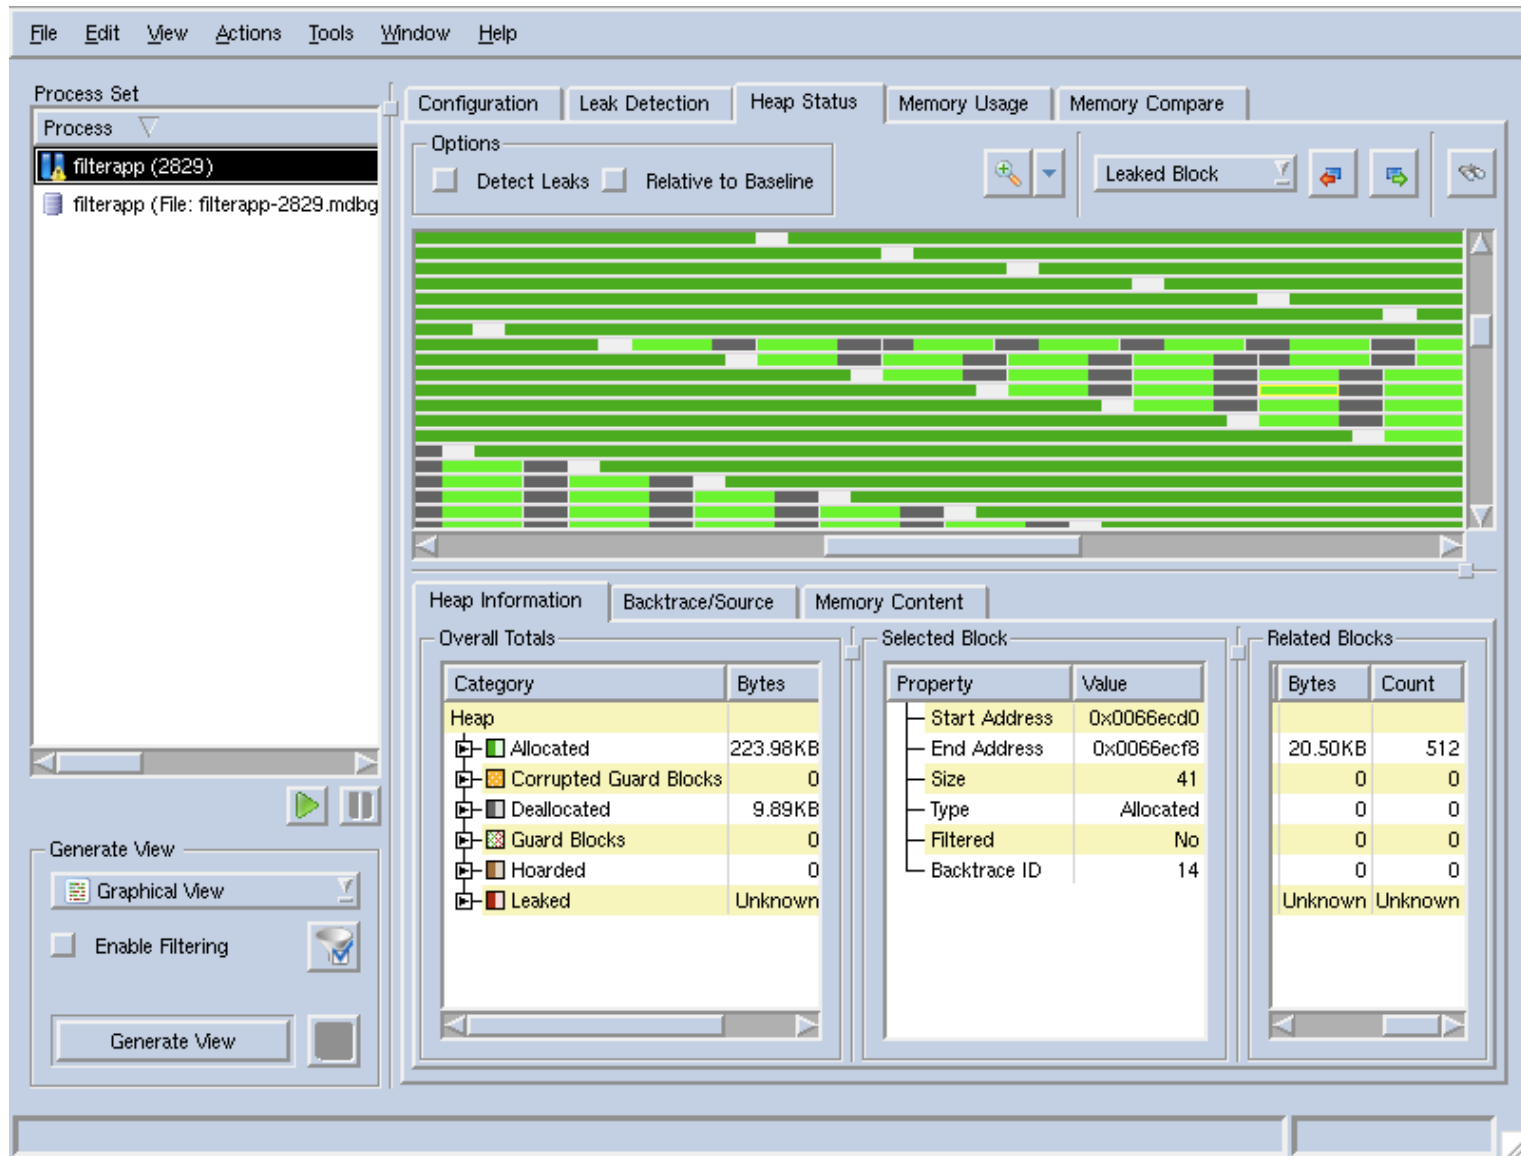 File Edit View Actions Tools Window Help
Process Set
Process
filterapp (2829)
filterapp (File: filterapp-2829.mdbg
Configuration Leak Detection Heap Status Memory Usage Memory Compare
Options
Detect Leaks Relative to Baseline
Leaked Block
Heap Information Backtrace/Source Memory Content
Overall Totals
Category Bytes
Heap
Allocated 223.98KB
Corrupted Guard Blocks 0
Deallocated 9.89KB
Guard Blocks 0
Hoarded 0
Leaked Unknown
Selected Block
Property Value
Start Address 0x0066ecd0
End Address 0x0066ecf8
Size 41
Type Allocated
Filtered No
Backtrace ID 14
Related Blocks
Bytes Count
20.50KB 512
0 0
0 0
0 0
0 0
Unknown Unknown
Generate View
Graphical View
Enable Filtering
Generate View